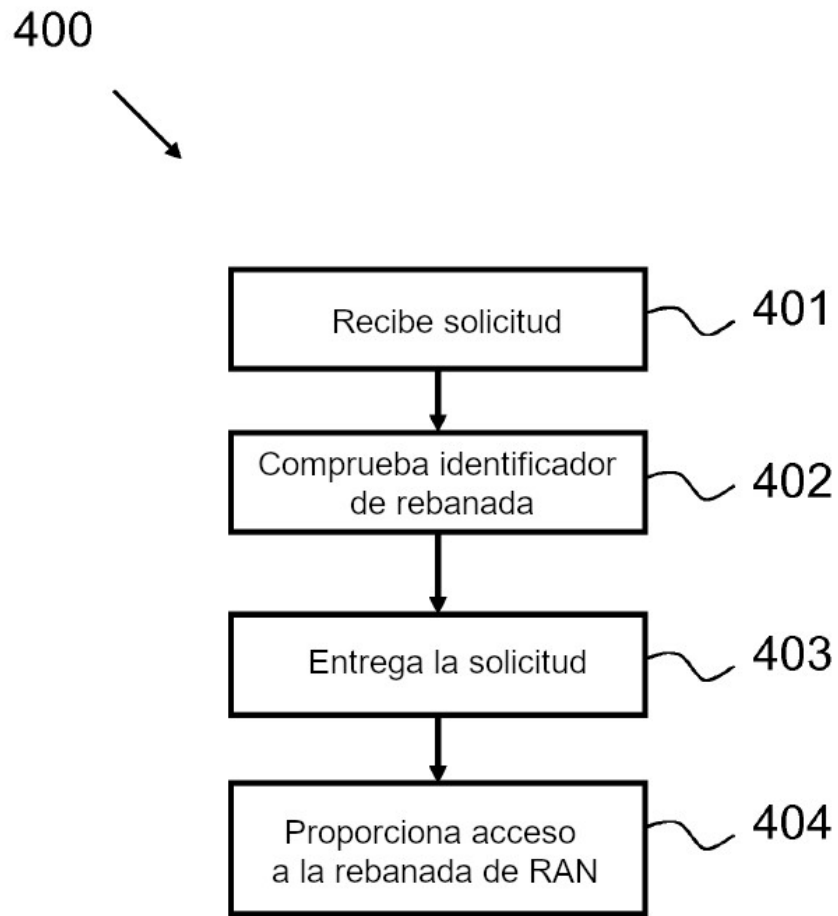 400
Recibe solicitud
401
Comprueba identificador
de rebanada
402
Entrega la solicitud
403
Proporciona acceso
a la rebanada de RAN
404